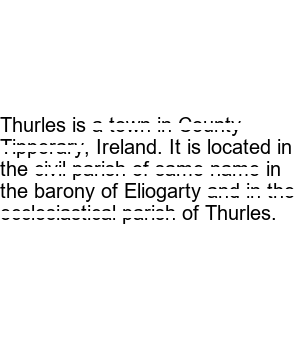 Thurles is a town in County
Tipperary, Ireland. It is located in
the civil parish of same name in
the barony of Eliogarty and in the
ecclesiastical parish of Thurles.